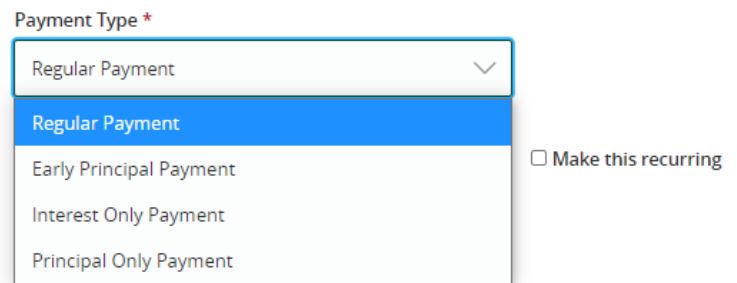 Payment Type *
Regular Payment
Regular Payment
Early Principal Payment
Make this recurring
Interest Only Payment
Principal Only Payment